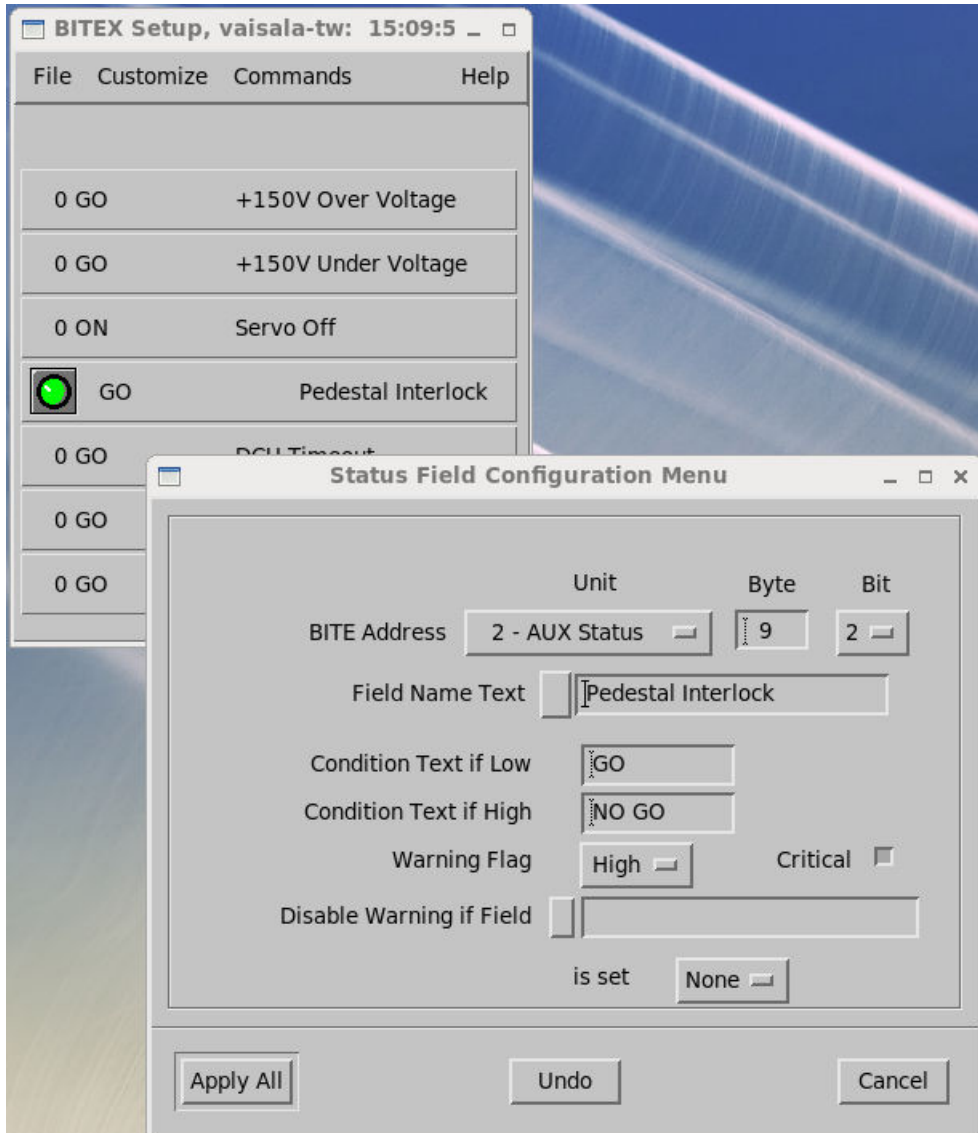 BITEX Setup, vaisala-tw: 15:09:5
File Customize Commands Help
0 GO +150V Over Voltage
0 GO +150V Under Voltage
0 ON Servo Off
GO Pedestal Interlock
0 GO DCU Timeout
0 GO
0 GO
Status Field Configuration Menu
Unit Byte Bit
BITE Address 2 - AUX Status 9 2
Field Name Text Pedestal Interlock
Condition Text if Low GO
Condition Text if High NO GO
Warning Flag High Critical
Disable Warning if Field
is set None
Apply All Undo Cancel